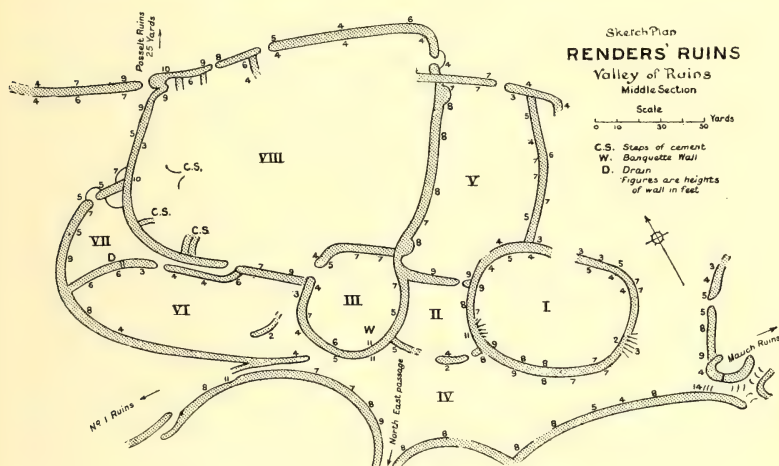 Sketch Plan
RENDERS' RUINS
Valley of Ruins
Middle Section
Scale
0 10 30 50 Yards
C.S. Steps of cement
W. Banquette Wall
D. Drain
Figures are heights
of wall in feet
Posselt Ruins
25 Yards
VIII
C.S.
C.S.
C.S.
V
VII
D
VI
III
W
II
I
IV
Nº 1 Ruins
North East passage
Mauch Ruins